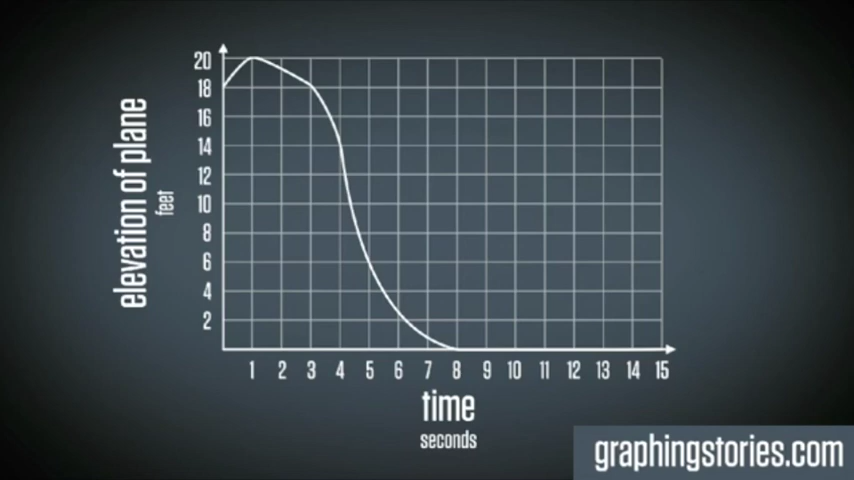 elevation of plane
feet
20
18
16
14
12
10
8
6
4
2
1 2 3 4 5 6 7 8 9 10 11 12 13 14 15
time
seconds
graphingstories.com